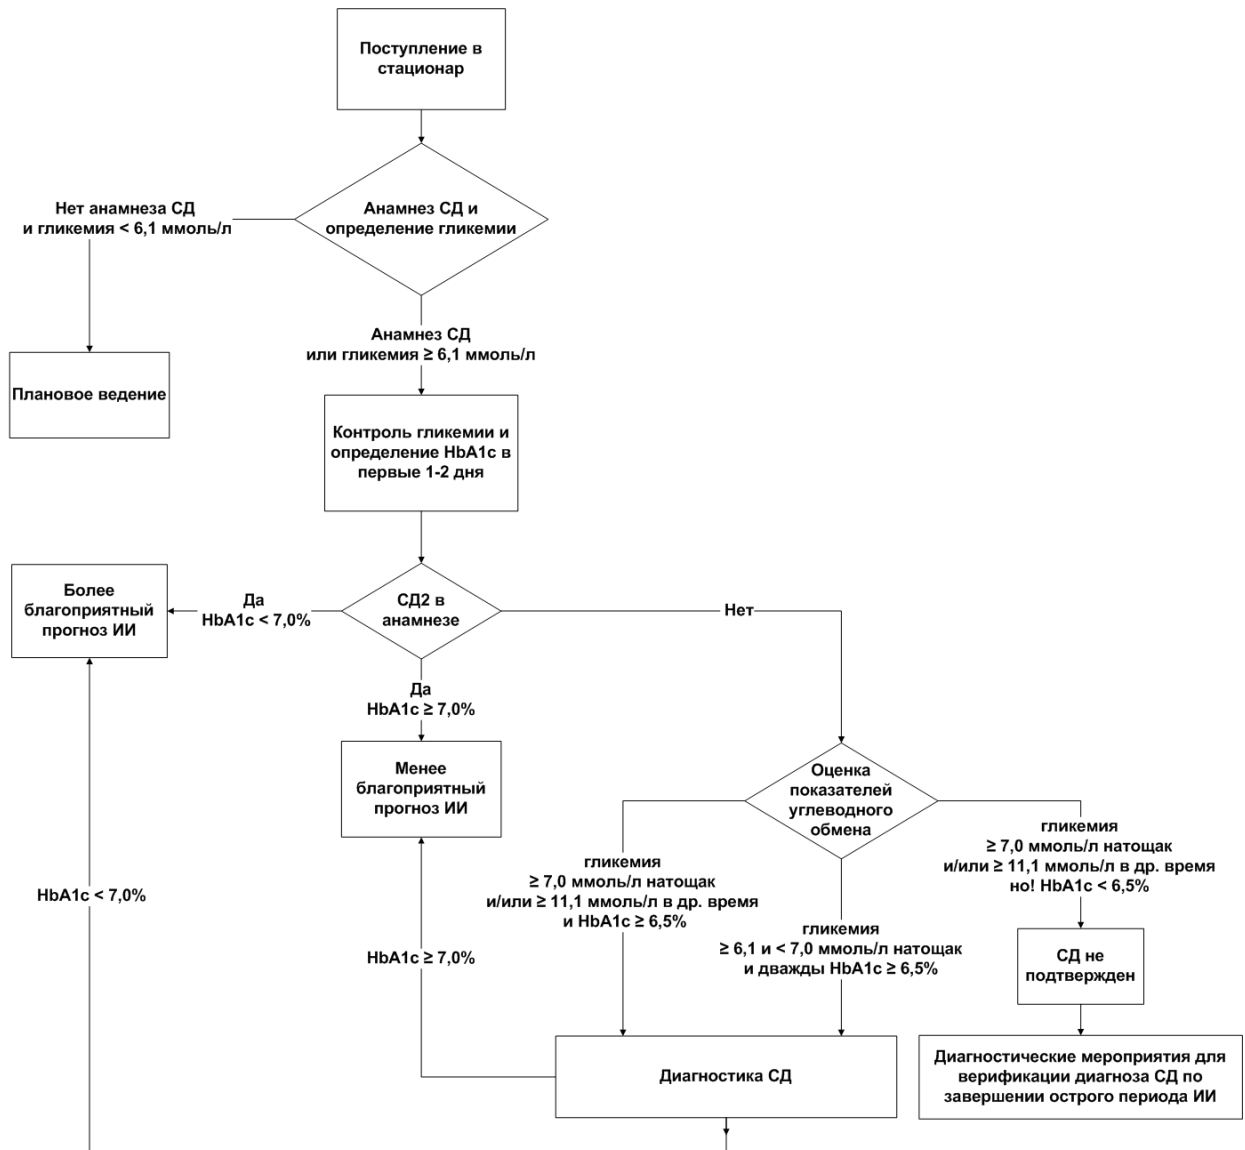 Поступление в
стационар
Анамнез СД и
определение гликемии
Нет анамнеза СД
и гликемия < 6,1 ммоль/л
Плановое ведение
Анамнез СД
или гликемия ≥ 6,1 ммоль/л
Контроль гликемии и
определение HbA1c в
первые 1-2 дня
СД2 в
анамнезе
Да
HbA1c < 7,0%
Более
благоприятный
прогноз ИИ
Нет
Да
HbA1c ≥ 7,0%
Менее
благоприятный
прогноз ИИ
Оценка
показателей
углеводного
обмена
гликемия
≥ 7,0 ммоль/л натощак
и/или ≥ 11,1 ммоль/л в др. время
и HbA1c ≥ 6,5%
гликемия
≥ 6,1 и < 7,0 ммоль/л натощак
и дважды HbA1c ≥ 6,5%
гликемия
≥ 7,0 ммоль/л натощак
и/или ≥ 11,1 ммоль/л в др. время
но! HbA1c < 6,5%
СД не
подтвержден
Диагностические мероприятия для
верификации диагноза СД по
завершении острого периода ИИ
Диагностика СД
HbA1c ≥ 7,0%
HbA1c < 7,0%